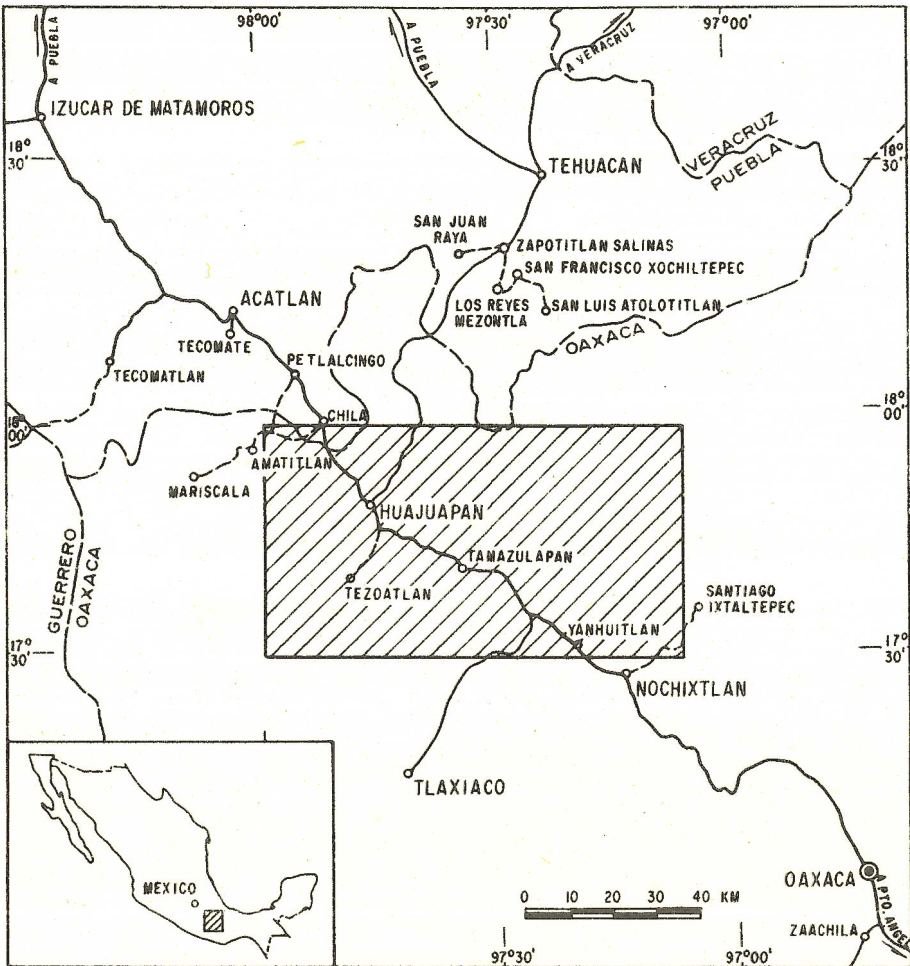 98°00'
97°30'
97°00'
A PUEBLA
A PUEBLA
A VERACRUZ
IZUCAR DE MATAMOROS
18°
30'
18°
30'
VERACRUZ
PUEBLA
TEHUACAN
SAN JUAN
RAYA
ZAPOTITLAN SALINAS
SAN FRANCISCO XOCHILTEPEC
LOS REYES
MEZONTLA
SAN LUIS ATOLOTITLAN
ACATLAN
TECOMATE
OAXACA
PETLALCINGO
TECOMATLAN
18°
00'
18°
00'
CHILA
AMATITLAN
MARISCALA
HUAJUAPAN
TAMAZULAPAN
TEZOATLAN
GUERRERO
OAXACA
SANTIAGO
IXTALTEPEC
YANHUITLAN
17°
30'
17°
30'
NOCHIXTLAN
TLAXIACO
MEXICO
OAXACA
A PTO. ANGEL
ZAACHILA
0 10 20 30 40 KM
97°30'
97°00'